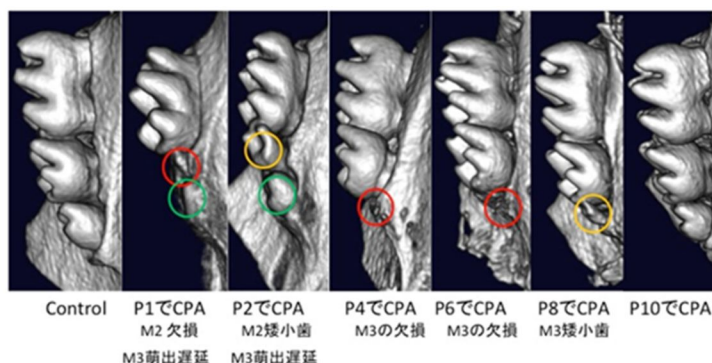 Control P1でCPA P2でCPA P4でCPA P6でCPA P8でCPA P10でCPA
M2 欠損 M2矮小歯 M3の欠損 M3の欠損 M3矮小歯
M3萌出遅延 M3萌出遅延